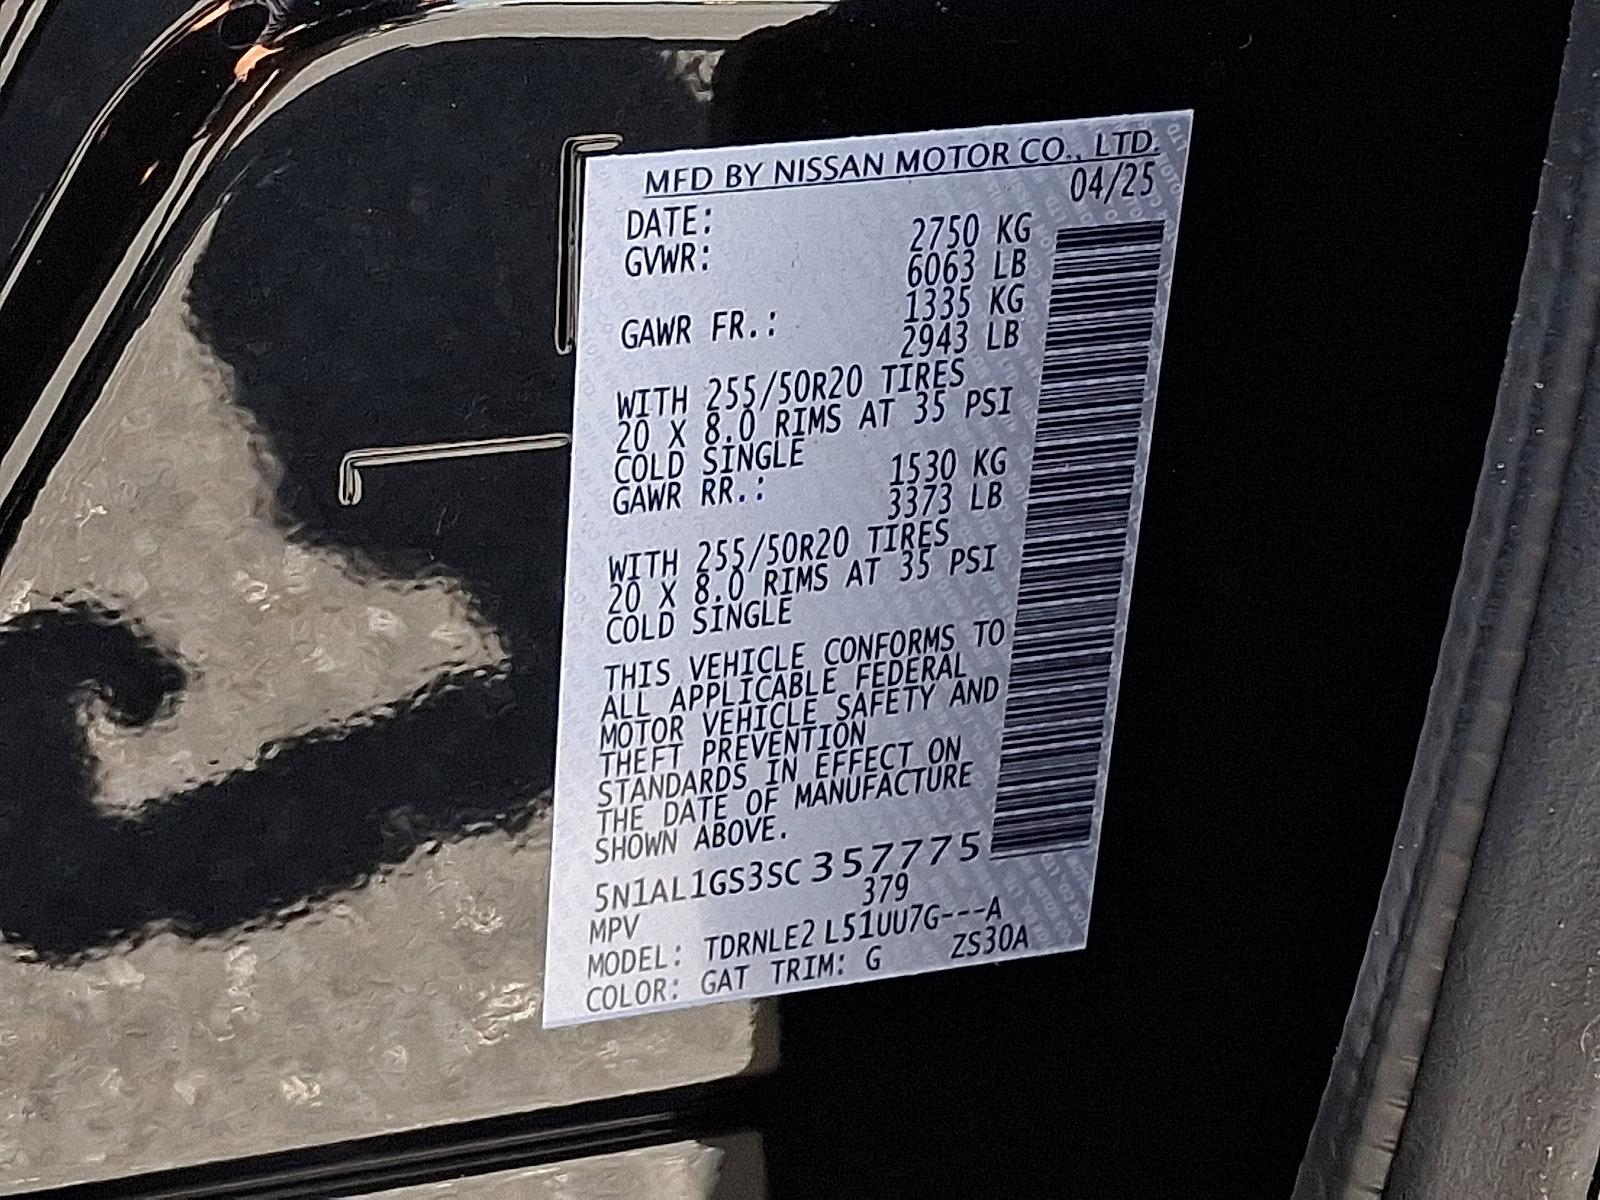 MFD BY NISSAN MOTOR CO., LTD.
DATE: 04/25
GVWR: 2750 KG
6063 LB
1335 KG
GAWR FR.: 2943 LB
WITH 255/50R20 TIRES
20 X 8.0 RIMS AT 35 PSI
COLD SINGLE
GAWR RR.: 1530 KG
3373 LB
WITH 255/50R20 TIRES
20 X 8.0 RIMS AT 35 PSI
COLD SINGLE
THIS VEHICLE CONFORMS TO
ALL APPLICABLE FEDERAL
MOTOR VEHICLE SAFETY AND
THEFT PREVENTION
STANDARDS IN EFFECT ON
THE DATE OF MANUFACTURE
SHOWN ABOVE.
5N1AL1GS3SC357775
MPV 379
MODEL: TDRNLE2 L51UU7G---A
COLOR: GAT TRIM: G ZS30A